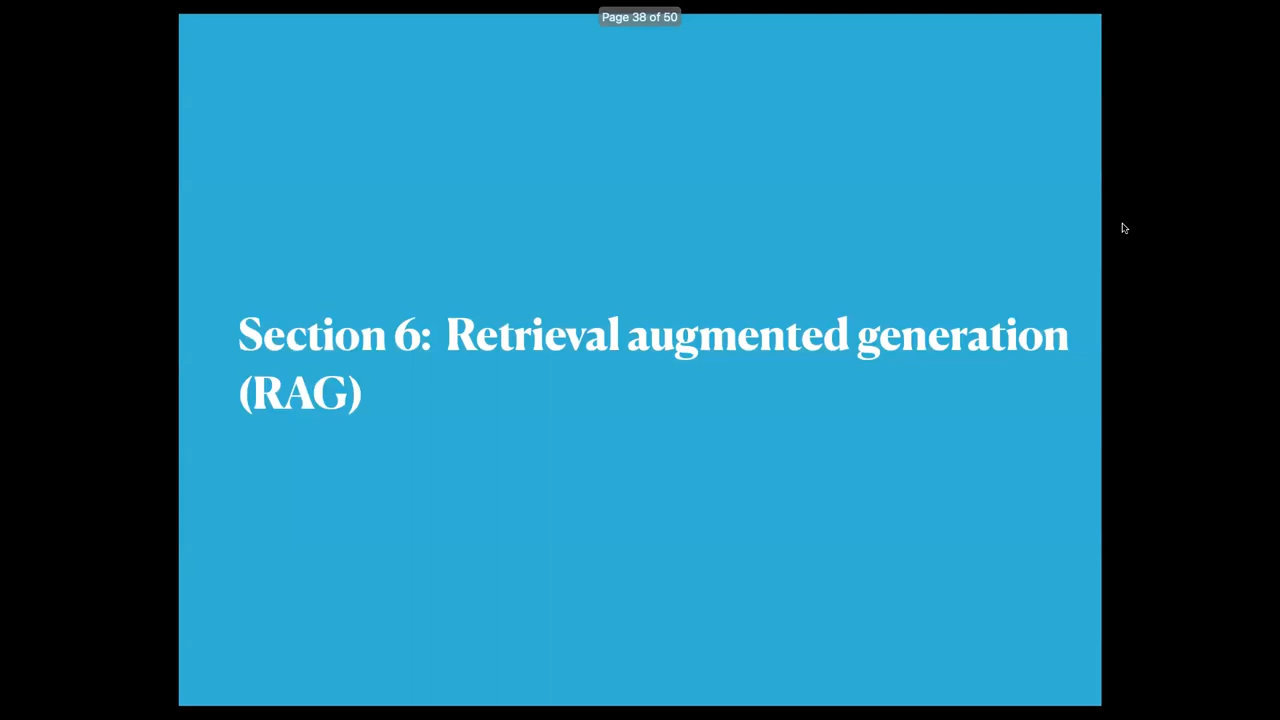 Page 38 of 50
Section 6: Retrieval augmented generation
(RAG)